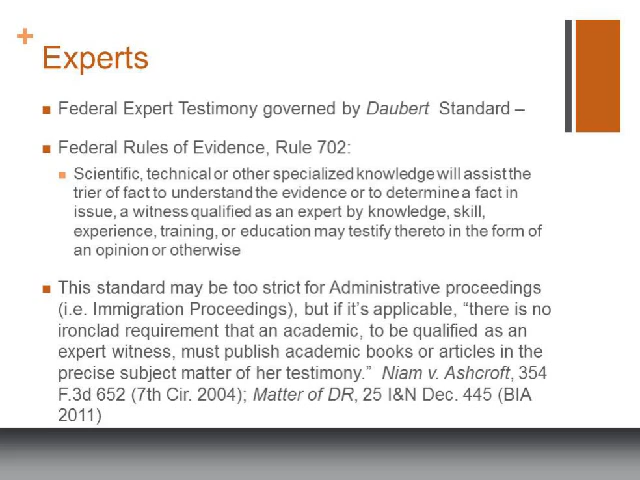 +
Experts
■ Federal Expert Testimony governed by Daubert Standard –
■ Federal Rules of Evidence, Rule 702:
■ Scientific, technical or other specialized knowledge will assist the
trier of fact to understand the evidence or to determine a fact in
issue, a witness qualified as an expert by knowledge, skill,
experience, training, or education may testify thereto in the form of
an opinion or otherwise
■ This standard may be too strict for Administrative proceedings
(i.e. Immigration Proceedings), but if it's applicable, “there is no
ironclad requirement that an academic, to be qualified as an
expert witness, must publish academic books or articles in the
precise subject matter of her testimony.” Niam v. Ashcroft, 354
F.3d 652 (7th Cir. 2004); Matter of DR, 25 I&N Dec. 445 (BIA
2011)